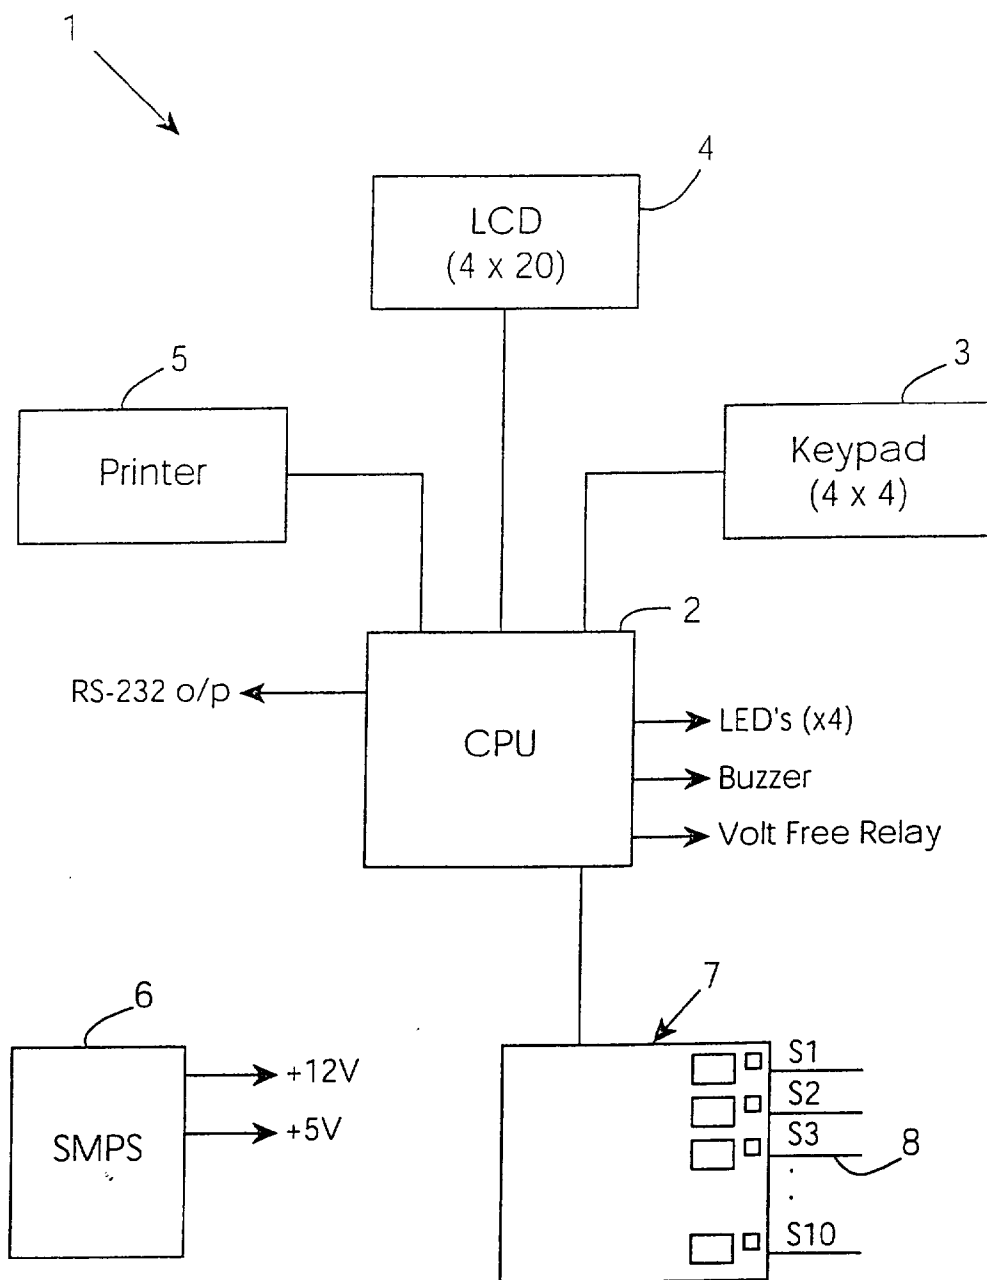 1
4
LCD
(4 x 20)
5
3
Printer
Keypad
(4 x 4)
2
RS-232 o/p
CPU
LED's (x4)
Buzzer
Volt Free Relay
6
7
SMPS
+12V
+5V
S1
S2
S3
8
.
.
S10